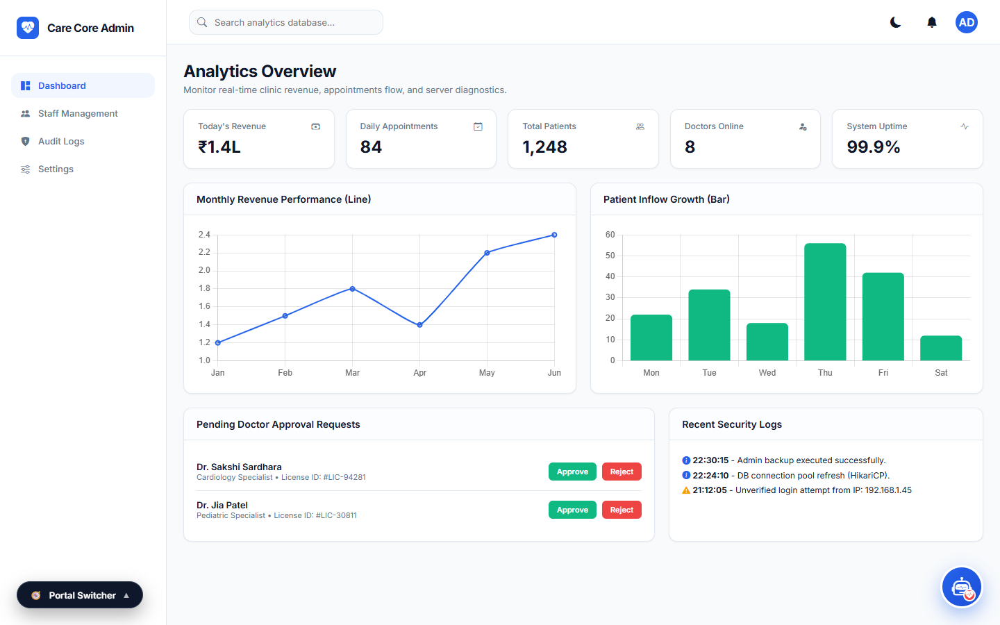 Care Core Admin
Search analytics database...
AD
Dashboard
Staff Management
Audit Logs
Settings
Analytics Overview
Monitor real-time clinic revenue, appointments flow, and server diagnostics.
Today's Revenue
₹1.4L
Daily Appointments
84
Total Patients
1,248
Doctors Online
8
System Uptime
99.9%
Monthly Revenue Performance (Line)
2.4
2.2
2.0
1.8
1.6
1.4
1.2
1.0
Jan Feb Mar Apr May Jun
Patient Inflow Growth (Bar)
60
50
40
30
20
10
0
Mon Tue Wed Thu Fri Sat
Pending Doctor Approval Requests
Dr. Sakshi Sardhara
Cardiology Specialist • License ID: #LIC-94281
Approve Reject
Dr. Jia Patel
Pediatric Specialist • License ID: #LIC-30811
Approve Reject
Recent Security Logs
22:30:15 - Admin backup executed successfully.
22:24:10 - DB connection pool refresh (HikariCP).
21:12:05 - Unverified login attempt from IP: 192.168.1.45
Portal Switcher ▲